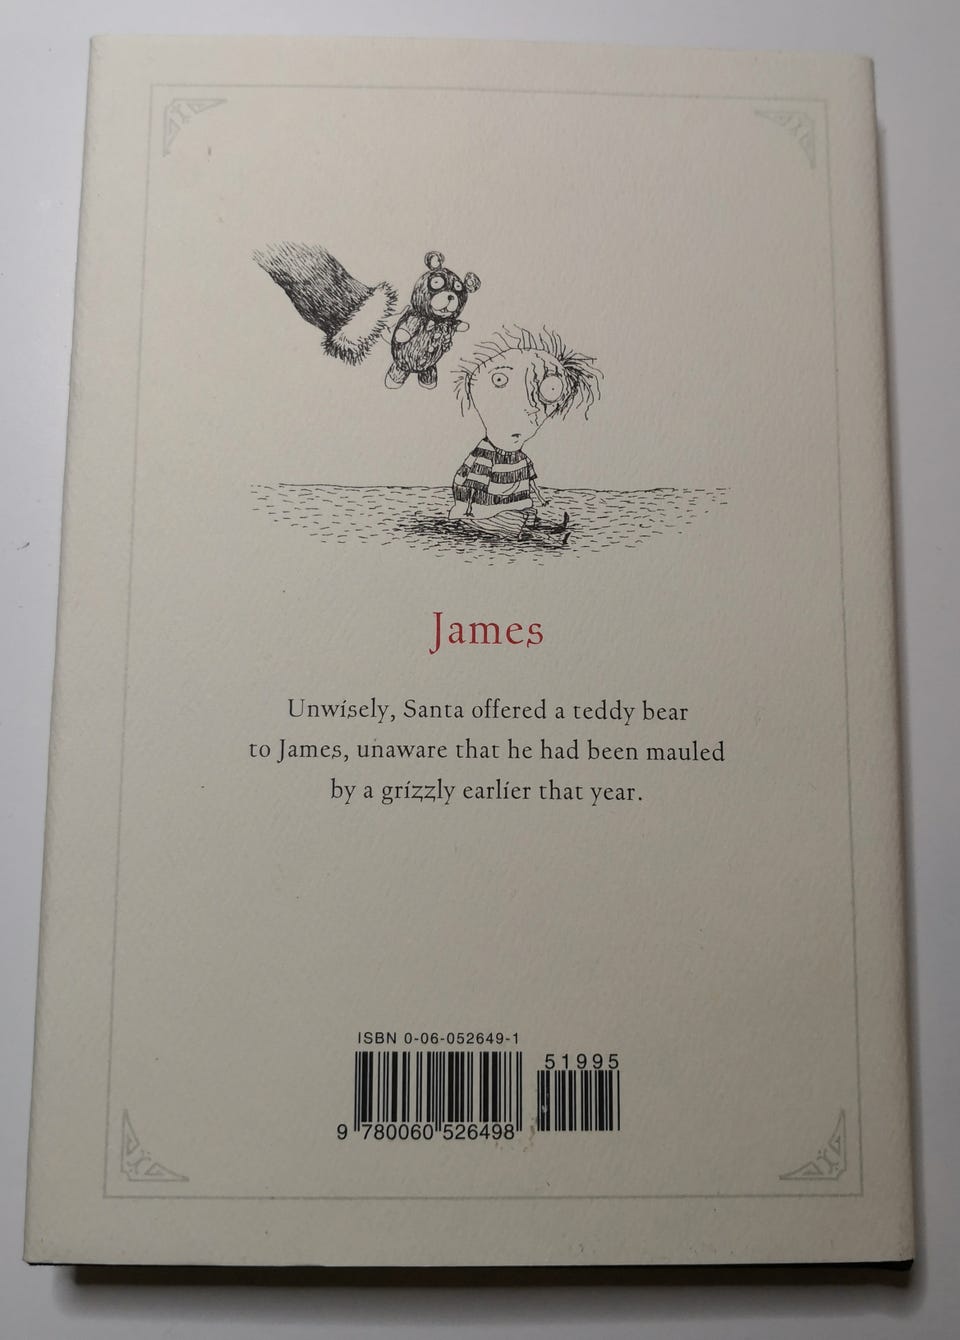 James
Unwisely, Santa offered a teddy bear
to James, unaware that he had been mauled
by a grizzly earlier that year.
ISBN 0-06-052649-1
51995
9 780060 526498